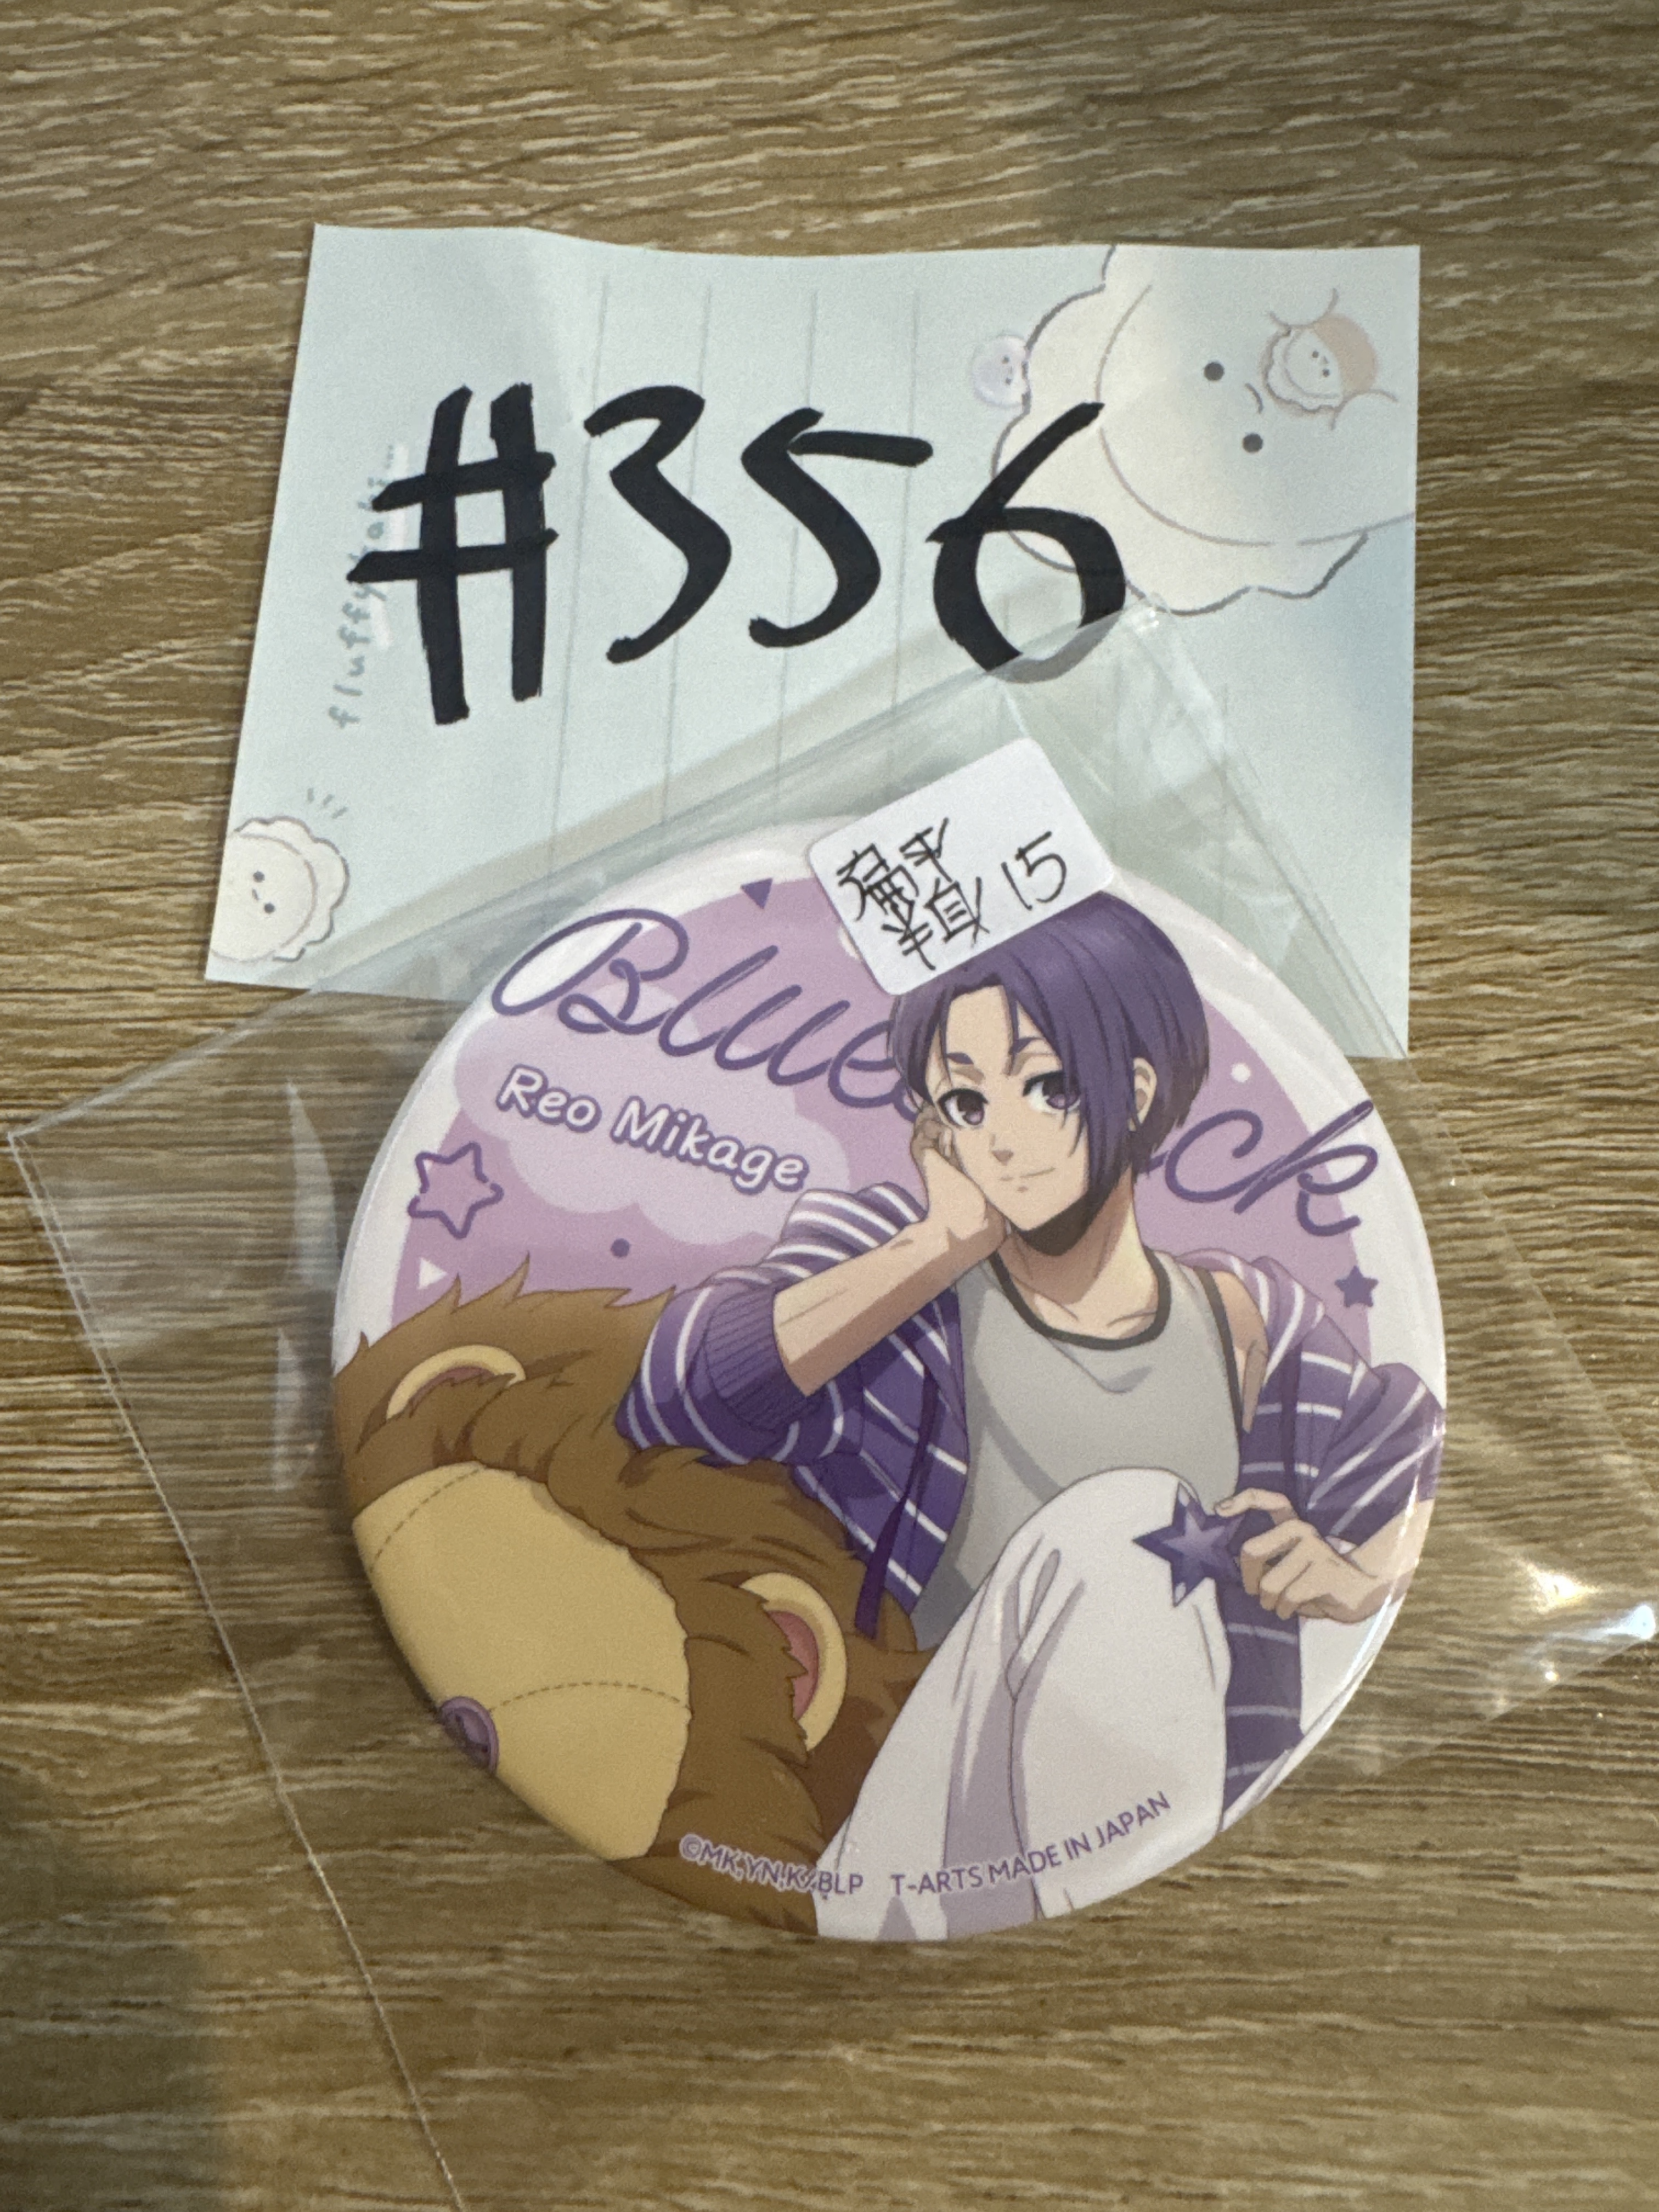 #356
15
Blue ck
Reo Mikage
©MK,YN,K/BLP T-ARTS MADE IN JAPAN